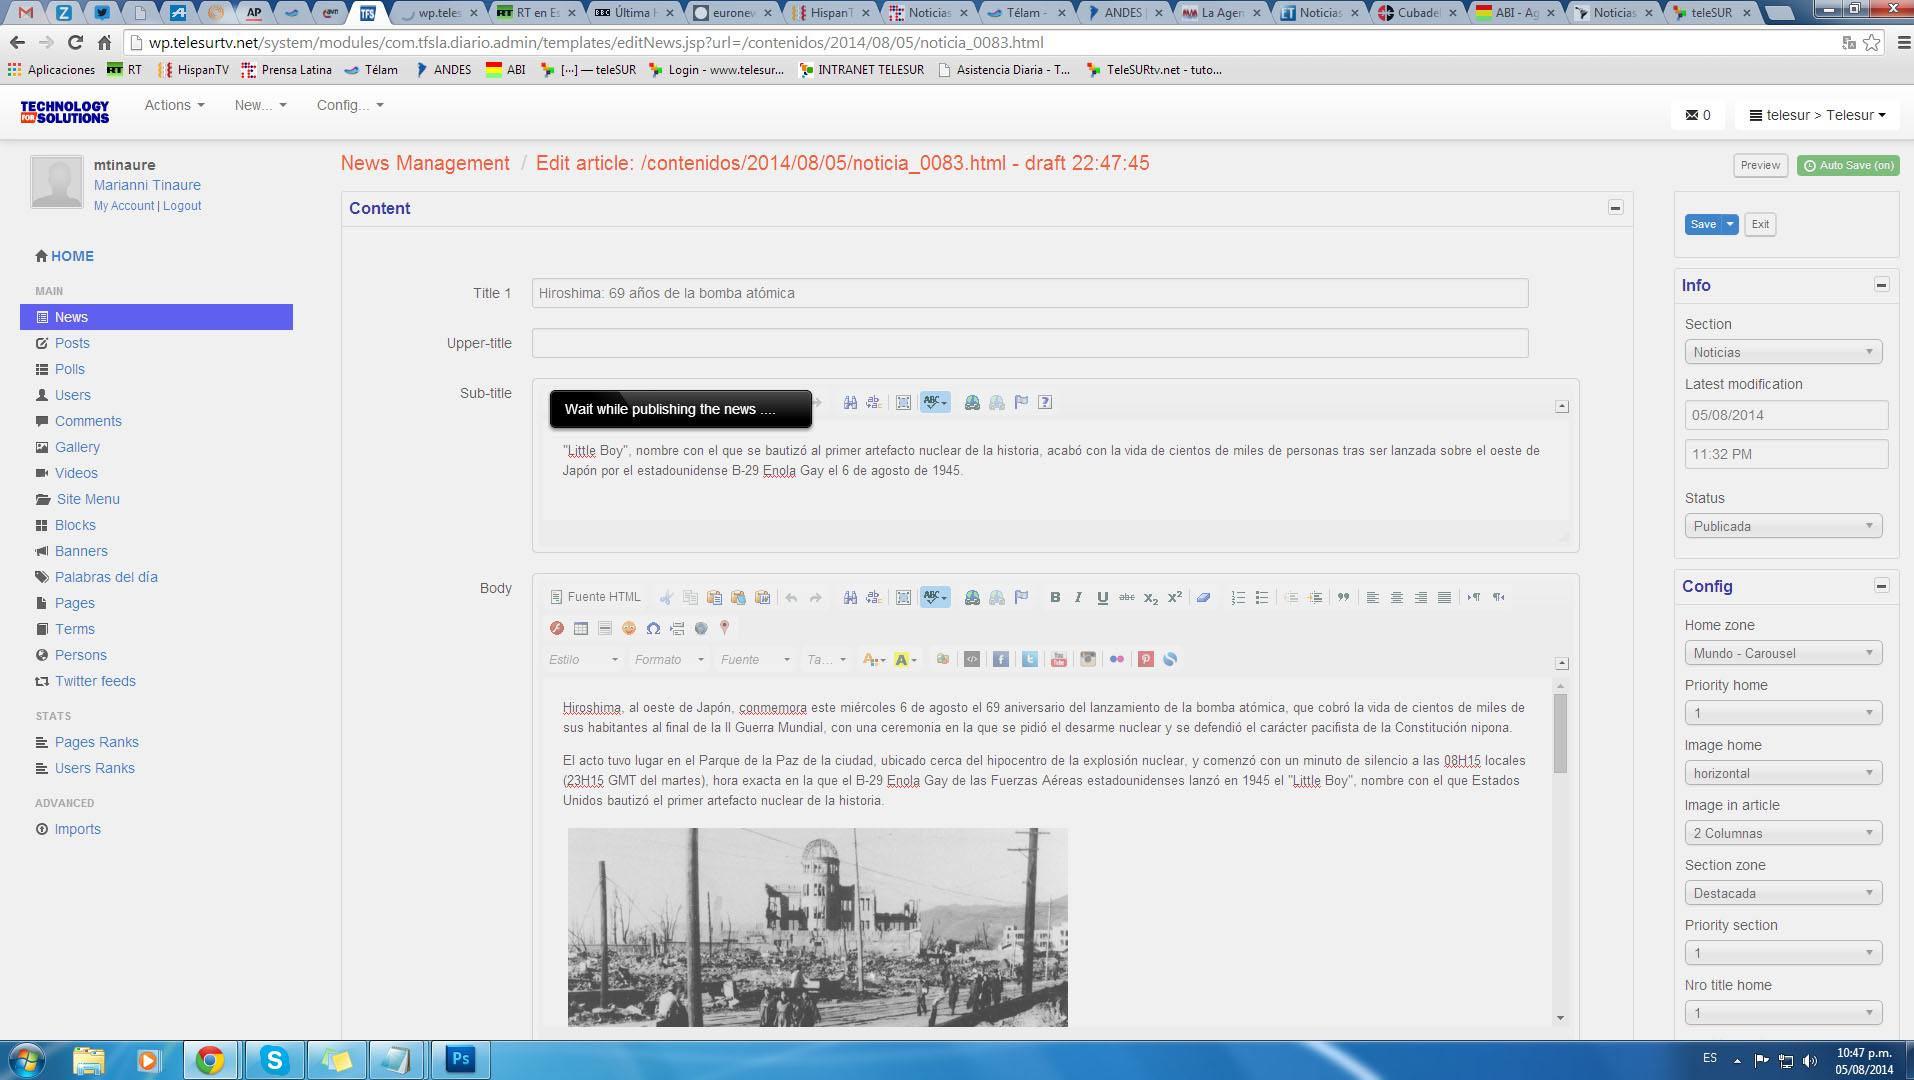 wp.teles
RT en Es
Última H
euronew
HispanT
Noticias
Télam -
ANDES
La Agen
Noticias
Cubadel
ABI - Ag
Noticias
teleSUR
wp.telesurtv.net/system/modules/com.tfsla.diario.admin/templates/editNews.jsp?url=/contenidos/2014/08/05/noticia_0083.html
Aplicaciones
RT
HispanTV
Prensa Latina
Télam
ANDES
ABI
[···] — teleSUR
Login - www.telesur...
INTRANET TELESUR
Asistencia Diaria - T...
TeleSURtv.net - tuto...
TECHNOLOGY
FOR SOLUTIONS
Actions
New...
Config...
0
telesur > Telesur
mtinaure
Marianni Tinaure
My Account | Logout
News Management / Edit article: /contenidos/2014/08/05/noticia_0083.html - draft 22:47:45
Preview
Auto Save (on)
HOME
MAIN
News
Posts
Polls
Users
Comments
Gallery
Videos
Site Menu
Blocks
Banners
Palabras del día
Pages
Terms
Persons
Twitter feeds
STATS
Pages Ranks
Users Ranks
ADVANCED
Imports
Content
Title 1
Hiroshima: 69 años de la bomba atómica
Upper-title
Sub-title
Wait while publishing the news ....
"Little Boy", nombre con el que se bautizó al primer artefacto nuclear de la historia, acabó con la vida de cientos de miles de personas tras ser lanzada sobre el oeste de
Japón por el estadounidense B-29 Enola Gay el 6 de agosto de 1945.
Body
Fuente HTML
Estilo
Formato
Fuente
Ta...
Hiroshima, al oeste de Japón, conmemora este miércoles 6 de agosto el 69 aniversario del lanzamiento de la bomba atómica, que cobró la vida de cientos de miles de
sus habitantes al final de la II Guerra Mundial, con una ceremonia en la que se pidió el desarme nuclear y se defendió el carácter pacifista de la Constitución nipona.
El acto tuvo lugar en el Parque de la Paz de la ciudad, ubicado cerca del hipocentro de la explosión nuclear, y comenzó con un minuto de silencio a las 08H15 locales
(23H15 GMT del martes), hora exacta en la que el B-29 Enola Gay de las Fuerzas Aéreas estadounidenses lanzó en 1945 el "Little Boy", nombre con el que Estados
Unidos bautizó el primer artefacto nuclear de la historia.
Save
Exit
Info
Section
Noticias
Latest modification
05/08/2014
11:32 PM
Status
Publicada
Config
Home zone
Mundo - Carousel
Priority home
1
Image home
horizontal
Image in article
2 Columnas
Section zone
Destacada
Priority section
1
Nro title home
1
ES
10:47 p.m.
05/08/2014